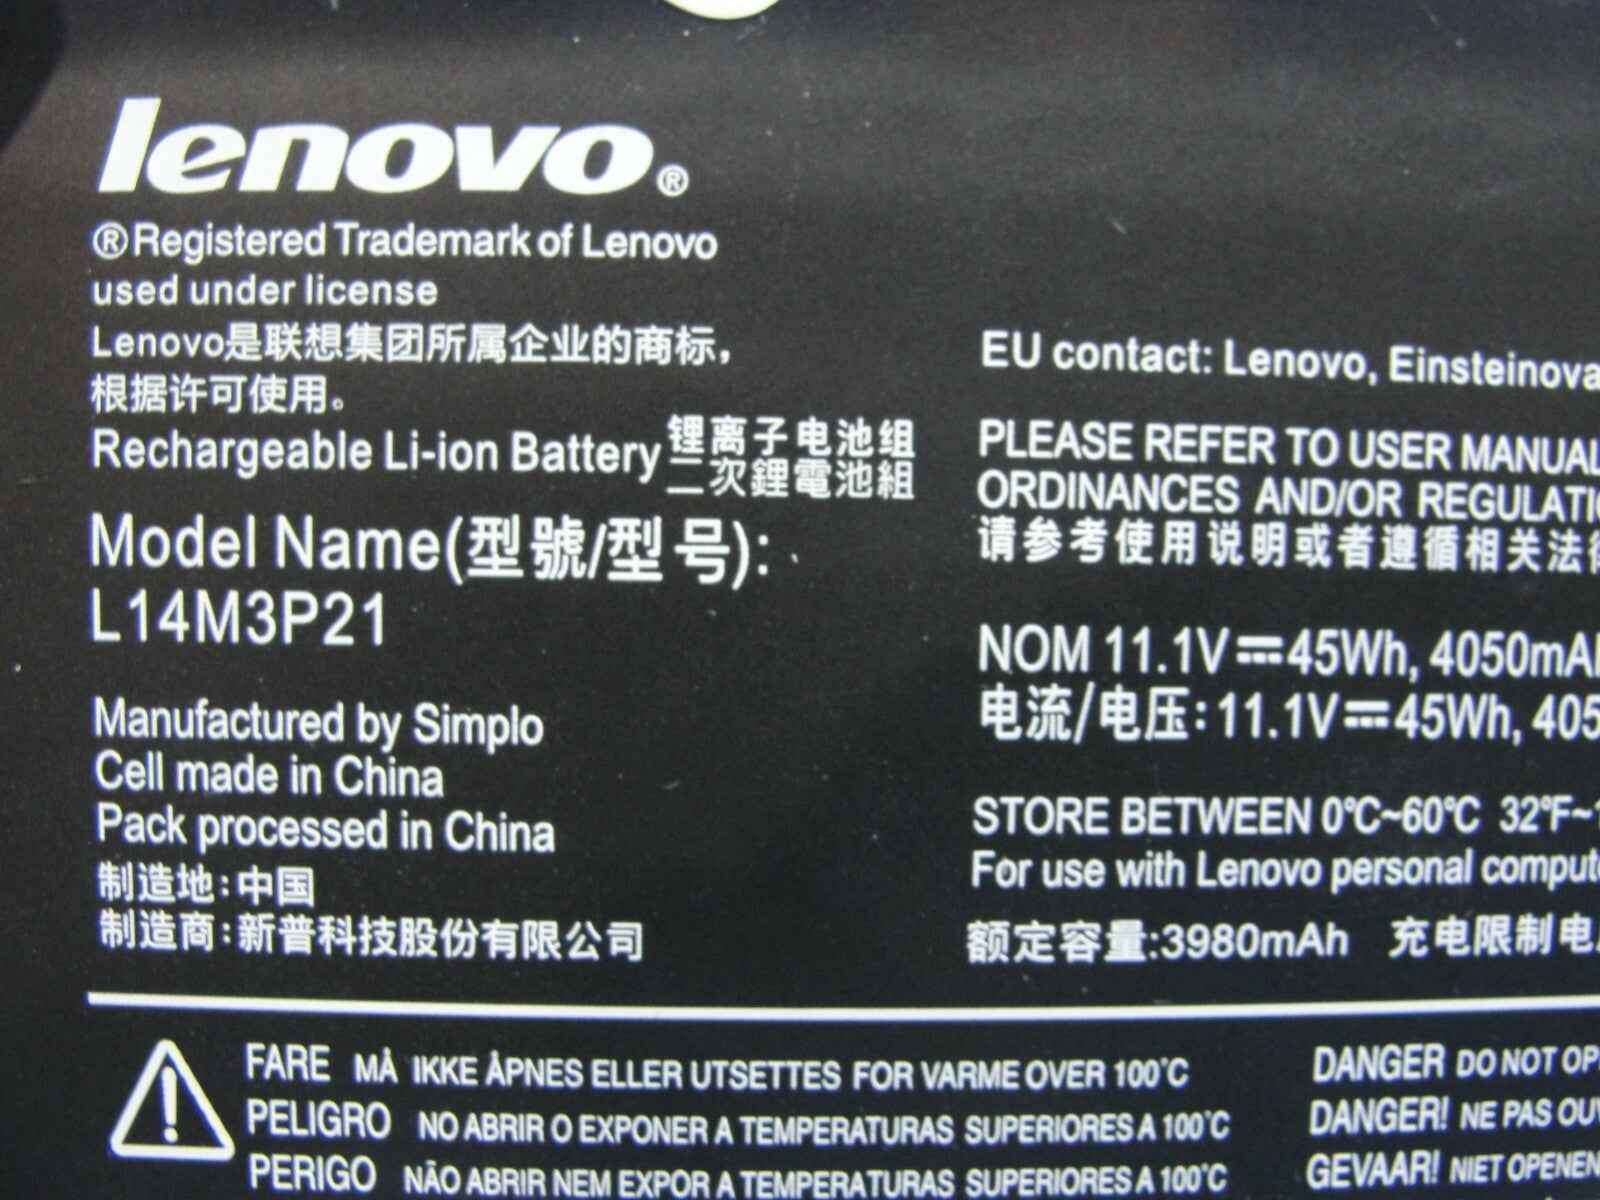 lenovo®
®Registered Trademark of Lenovo
used under license
Lenovo是联想集团所属企业的商标，
根据许可使用。
Rechargeable Li-ion Battery 锂离子电池组
二次鋰電池組
Model Name(型號/型号):
L14M3P21
Manufactured by Simplo
Cell made in China
Pack processed in China
制造地:中国
制造商:新普科技股份有限公司
EU contact: Lenovo, Einsteinova
PLEASE REFER TO USER MANUAL
ORDINANCES AND/OR REGULATI
请参考使用说明或者遵循相关法律
NOM 11.1V⎓45Wh, 4050mAh
电流/电压:11.1V⎓45Wh, 405
STORE BETWEEN 0°C~60°C 32°F~1
For use with Lenovo personal comput
额定容量:3980mAh 充电限制电
FARE MÅ IKKE ÅPNES ELLER UTSETTES FOR VARME OVER 100°C
PELIGRO NO ABRIR O EXPONER A TEMPERATURAS SUPERIORES A 100°C
PERIGO NÃO ABRIR NEM EXPOR A TEMPERATURAS SUPERIORES A 100°C
DANGER DO NOT OP
DANGER! NE PAS OUV
GEVAAR! NIET OPENEN